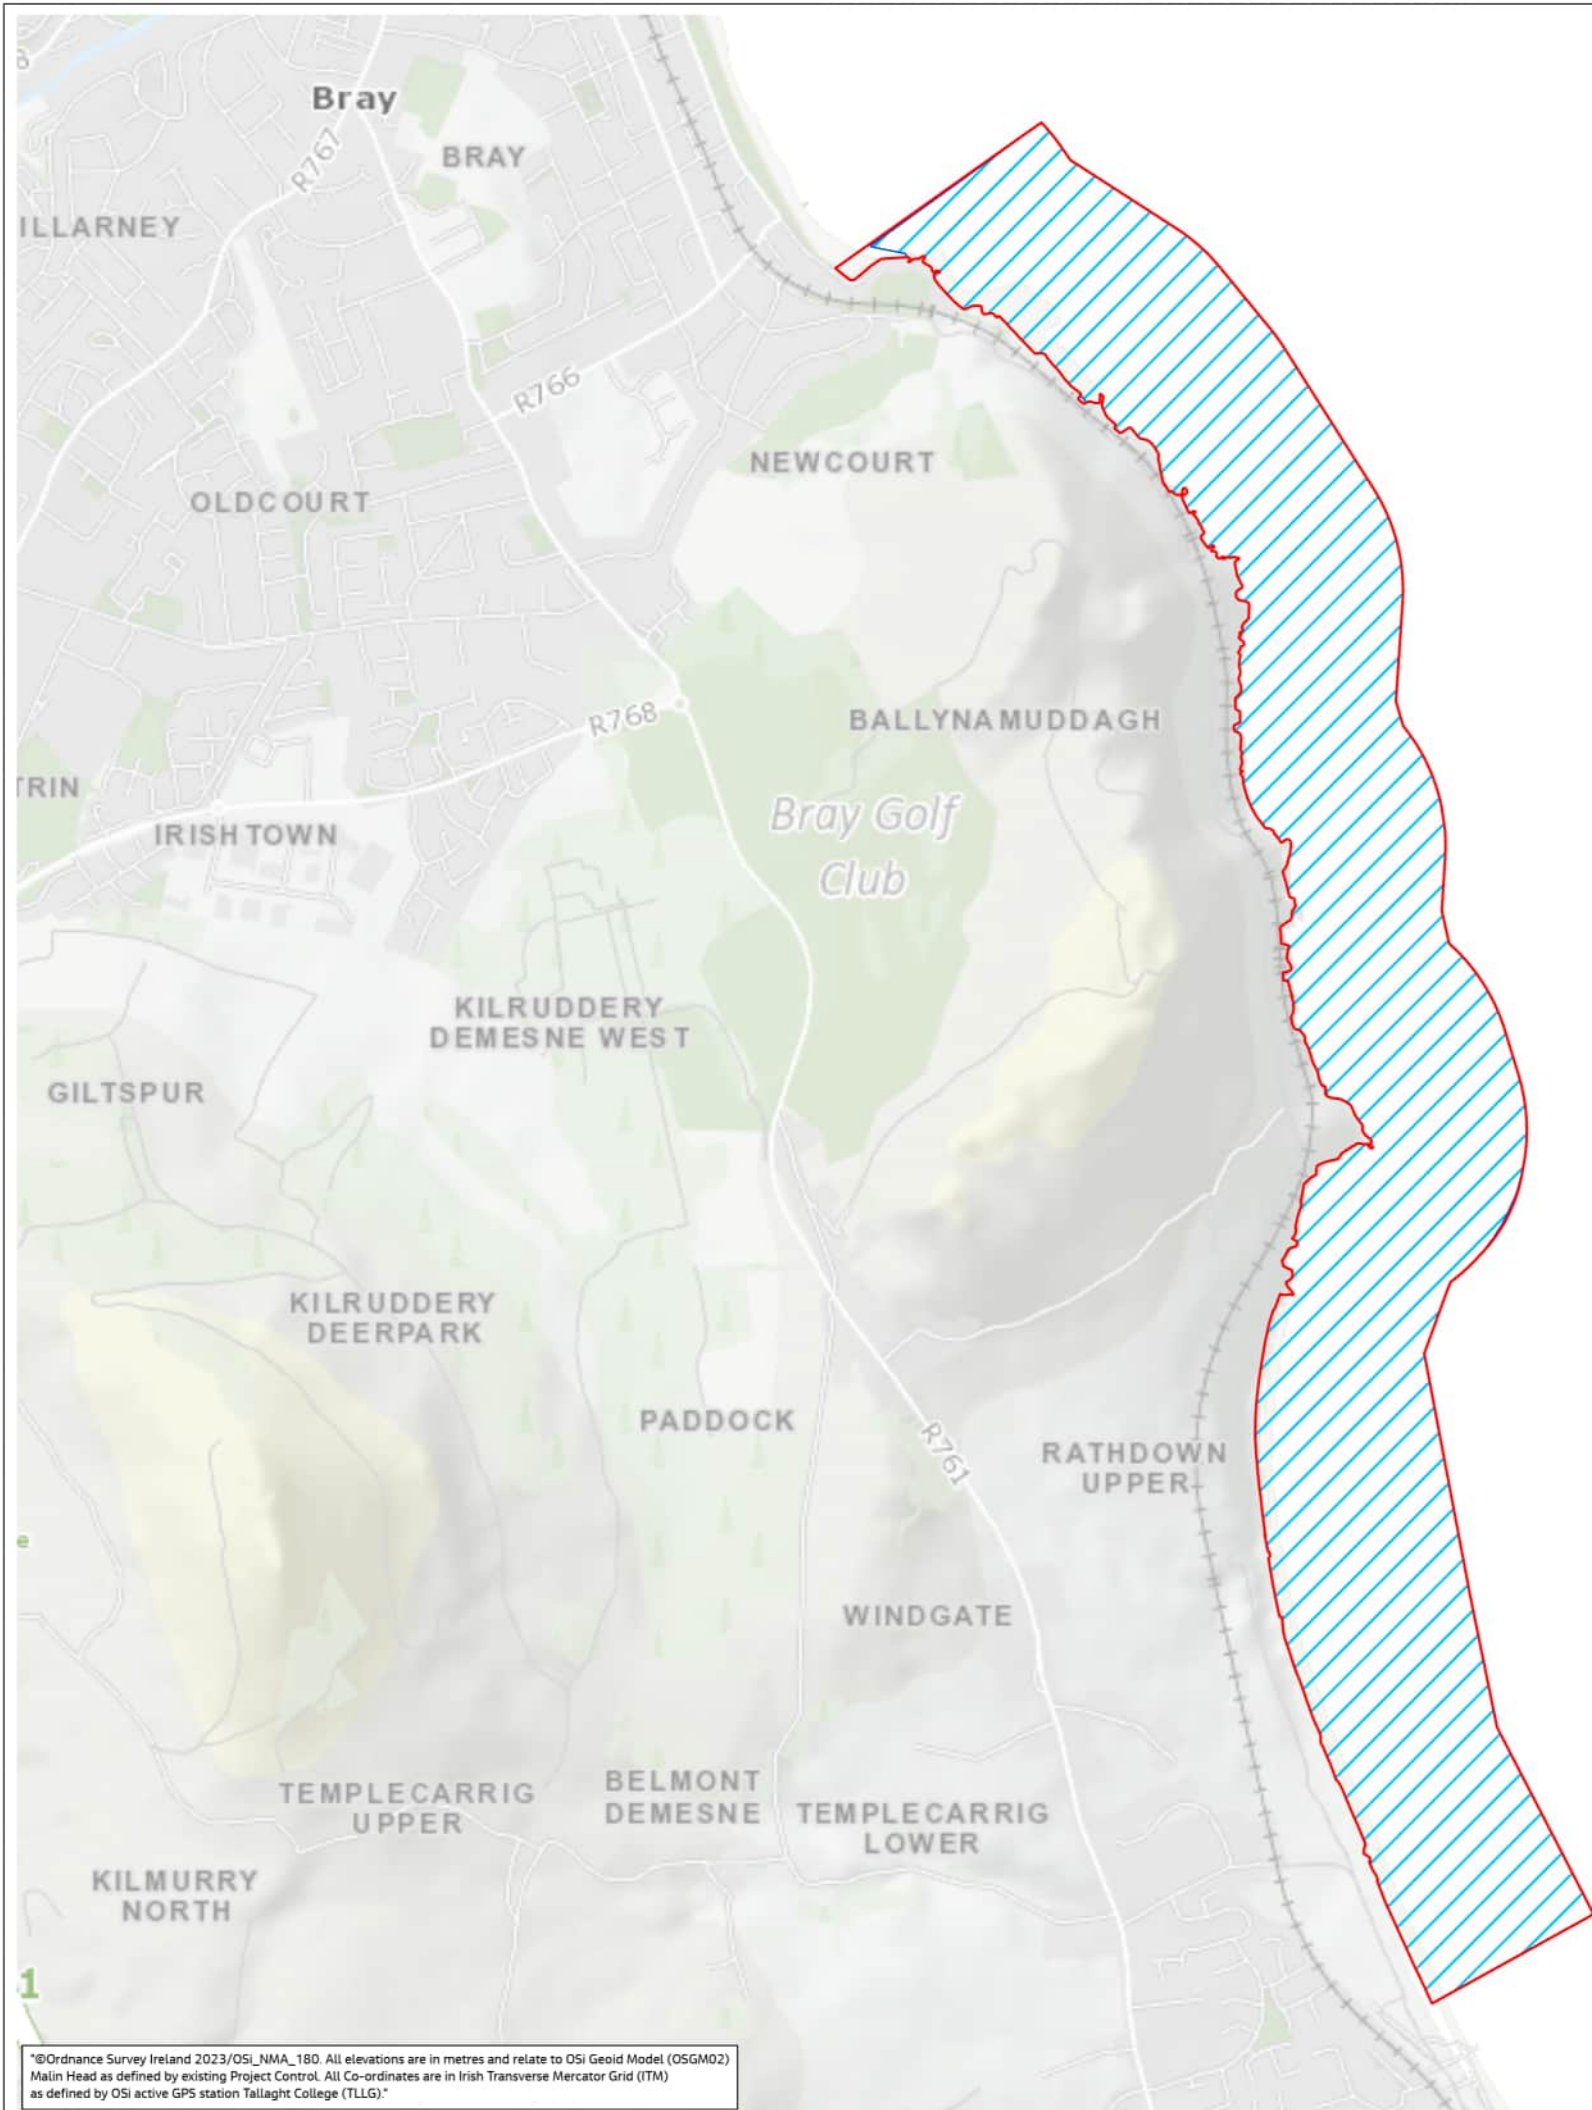 B
Bray
R767
BRAY
ILLARNEY
R766
NEWCOURT
OLDCOURT
R768
BALLYNAMUDDAGH
TRIN
Bray Golf
Club
IRISHTOWN
KILRUDDERY
DEMESNE WEST
GILTSPUR
KILRUDDERY
DEERPARK
PADDOCK
R761
RATHDOWN
UPPER
e
WINDGATE
TEMPLECARRIG
UPPER
BELMONT
DEMESNE
TEMPLECARRIG
LOWER
KILMURRY
NORTH
1
"©Ordnance Survey Ireland 2023/OSi_NMA_180. All elevations are in metres and relate to OSi Geoid Model (OSGM02)
Malin Head as defined by existing Project Control. All Co-ordinates are in Irish Transverse Mercator Grid (ITM)
as defined by OSi active GPS station Tallaght College (TLLG)."